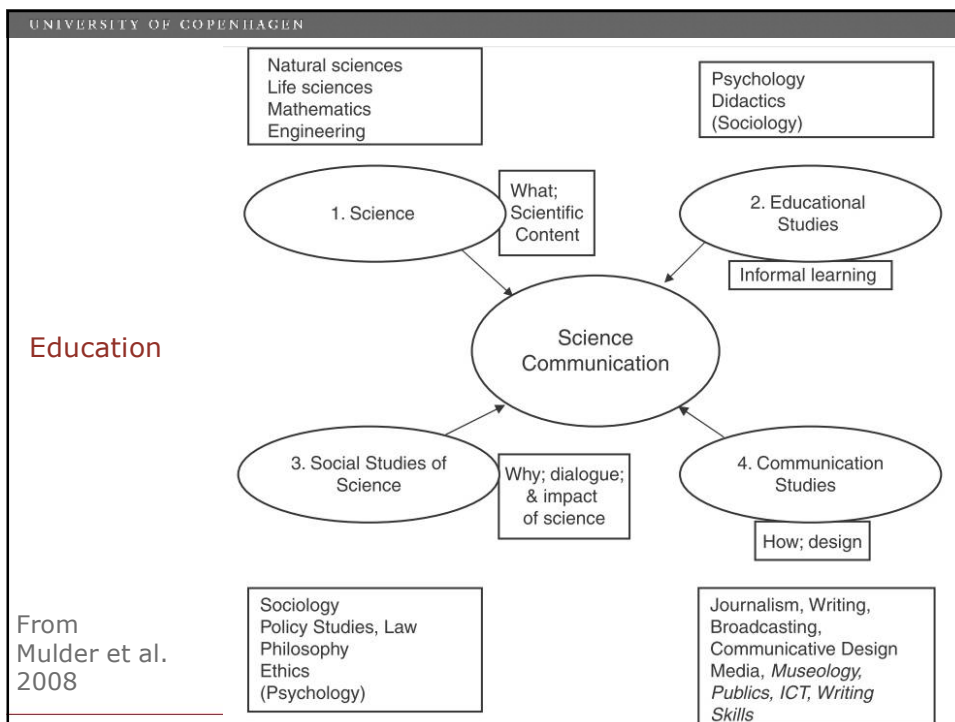 UNIVERSITY OF COPENHAGEN
Natural sciences
Life sciences
Mathematics
Engineering
Psychology
Didactics
(Sociology)
1. Science
What;
Scientific
Content
2. Educational
Studies
Informal learning
Education
Science
Communication
3. Social Studies of
Science
Why; dialogue;
& impact
of science
4. Communication
Studies
How; design
Sociology
Policy Studies, Law
Philosophy
Ethics
(Psychology)
Journalism, Writing,
Broadcasting,
Communicative Design
Media, Museology,
Publics, ICT, Writing
Skills
From
Mulder et al.
2008